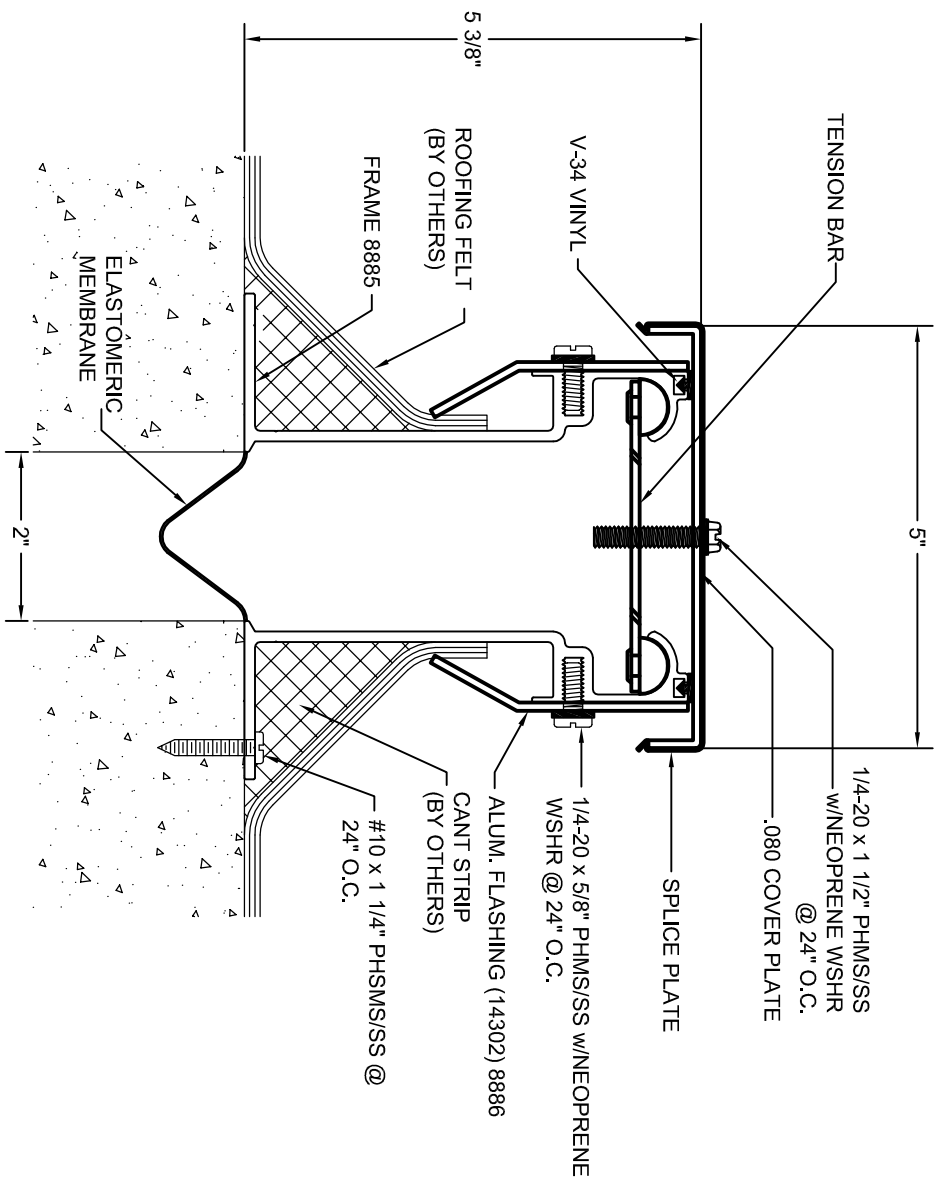 5 3/8"
5"
2"
TENSION BAR
V-34 VINYL
ROOFING FELT
(BY OTHERS)
FRAME 8885
ELASTOMERIC
MEMBRANE
1/4-20 x 1 1/2" PHMS/SS
w/NEOPRENE WSHR
@ 24" O.C.
.080 COVER PLATE
SPLICE PLATE
1/4-20 x 5/8" PHMS/SS w/NEOPRENE
WSHR @ 24" O.C.
ALUM. FLASHING (14302) 8886
CANT STRIP
(BY OTHERS)
#10 x 1 1/4" PHSMS/SS @
24" O.C.